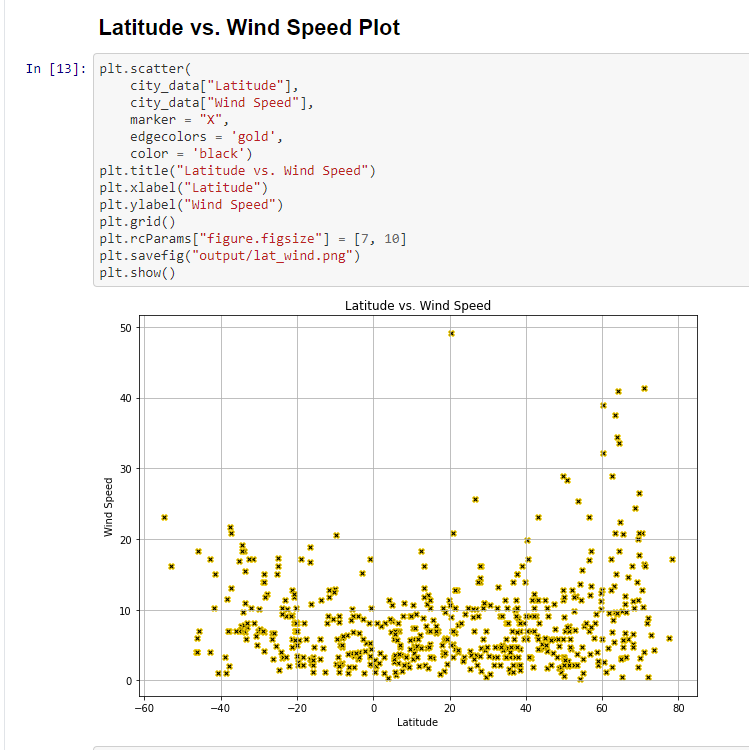 Latitude vs. Wind Speed Plot
In [13]:
plt.scatter(
    city_data["Latitude"],
    city_data["Wind Speed"],
    marker = "X",
    edgecolors = 'gold',
    color = 'black')
plt.title("Latitude vs. Wind Speed")
plt.xlabel("Latitude")
plt.ylabel("Wind Speed")
plt.grid()
plt.rcParams["figure.figsize"] = [7, 10]
plt.savefig("output/lat_wind.png")
plt.show()
Latitude vs. Wind Speed
50
40
30
20
10
0
Wind Speed
−60 −40 −20 0 20 40 60 80
Latitude